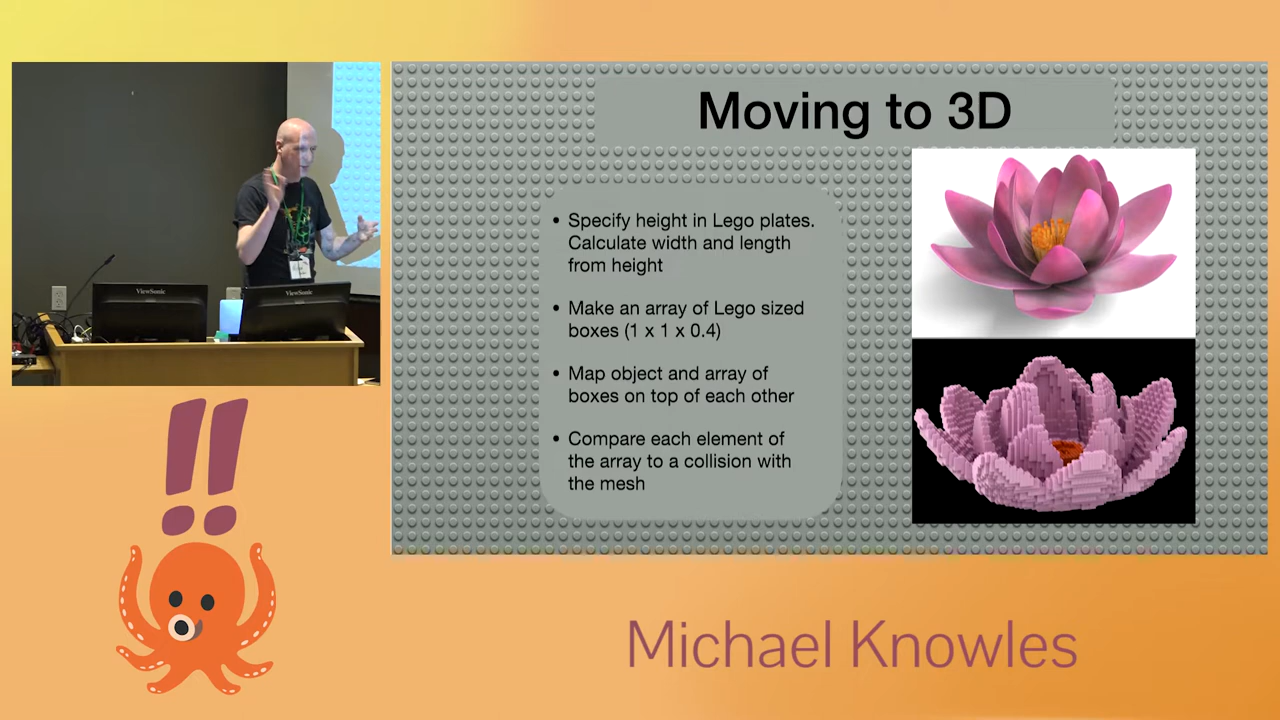 Moving to 3D
• Specify height in Lego plates.
Calculate width and length
from height
• Make an array of Lego sized
boxes (1 x 1 x 0.4)
• Map object and array of
boxes on top of each other
• Compare each element of
the array to a collision with
the mesh
ViewSonic
ViewSonic
!!
Michael Knowles